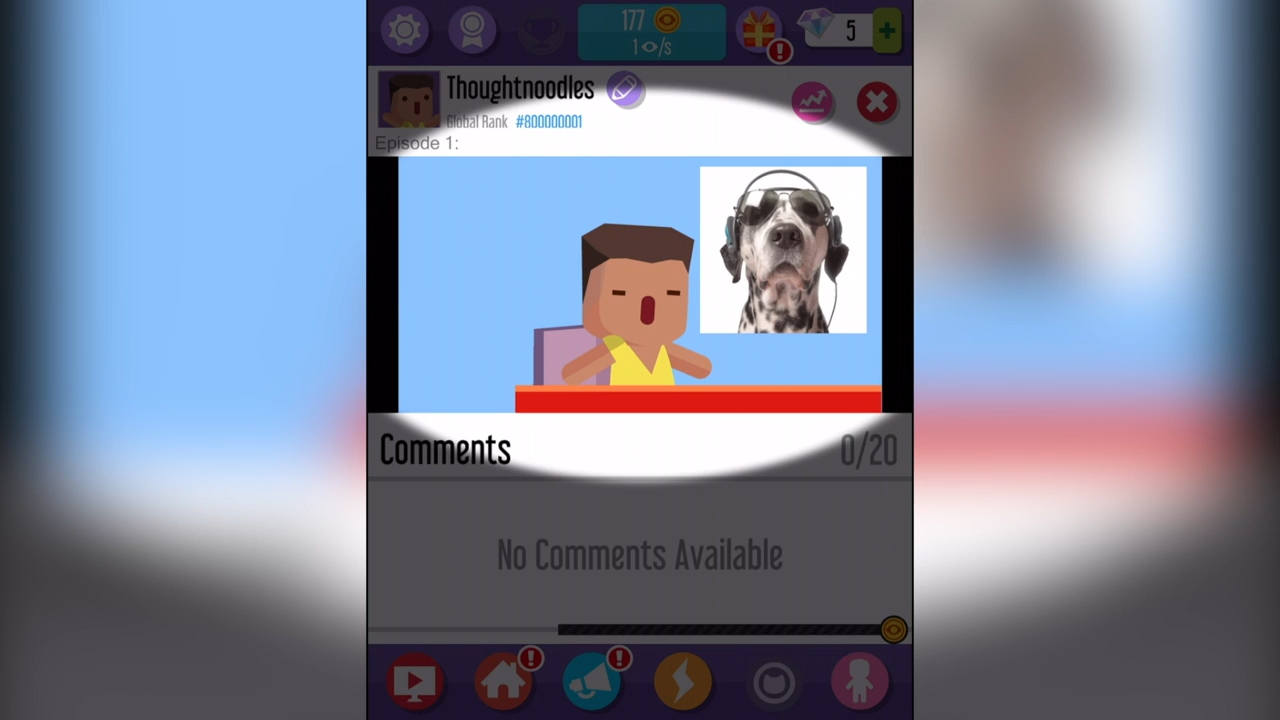 177
1 /s
5
Thoughtnoodles
Global Rank #800000001
Episode 1:
Comments 0/20
No Comments Available